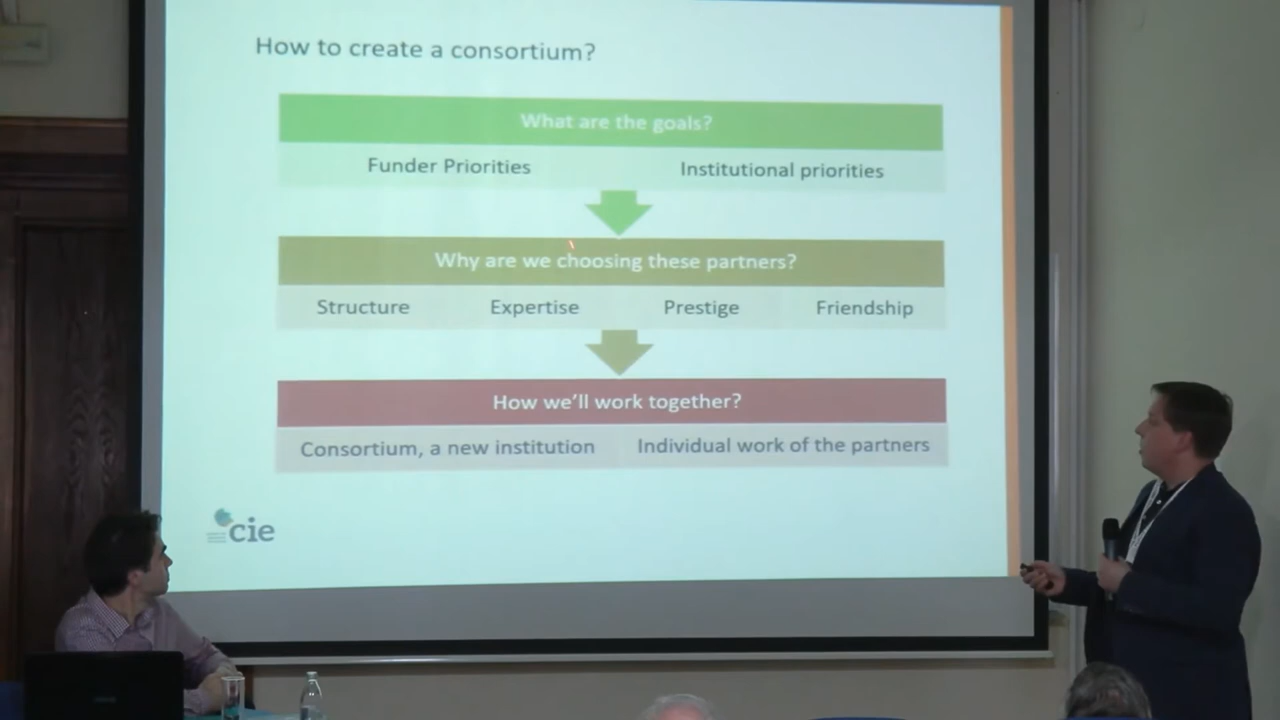 How to create a consortium?
What are the goals?
Funder Priorities Institutional priorities
Why are we choosing these partners?
Structure Expertise Prestige Friendship
How we'll work together?
Consortium, a new institution Individual work of the partners
cie